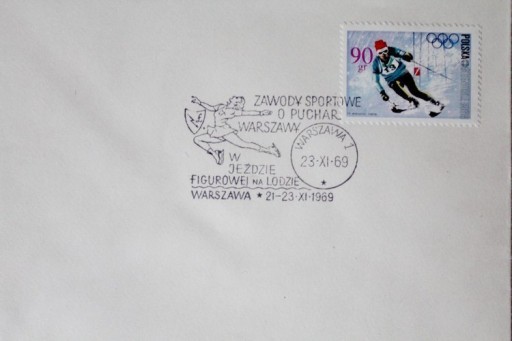 90
gr
POLSKA
ZAWODY SPORTOWE
O PUCHAR
WARSZAWY
W
JEŹDZIE
FIGUROWEJ NA LODZIE
WARSZAWA * 21-23·XI·1969
WARSZAWA 1
23·XI·69
*